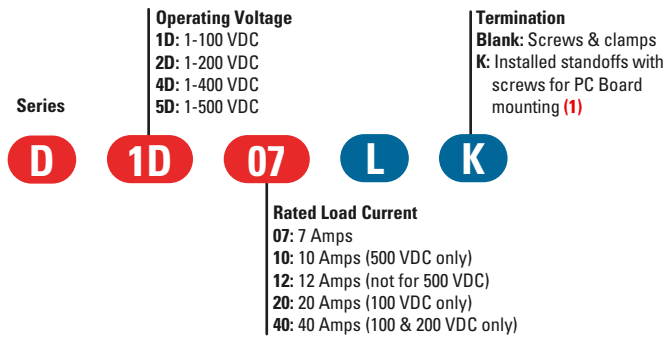 Operating Voltage
1D: 1-100 VDC
2D: 1-200 VDC
4D: 1-400 VDC
5D: 1-500 VDC
Termination
Blank: Screws & clamps
K: Installed standoffs with
screws for PC Board
mounting (1)
Series
D 1D 07 L K
Rated Load Current
07: 7 Amps
10: 10 Amps (500 VDC only)
12: 12 Amps (not for 500 VDC)
20: 20 Amps (100 VDC only)
40: 40 Amps (100 & 200 VDC only)